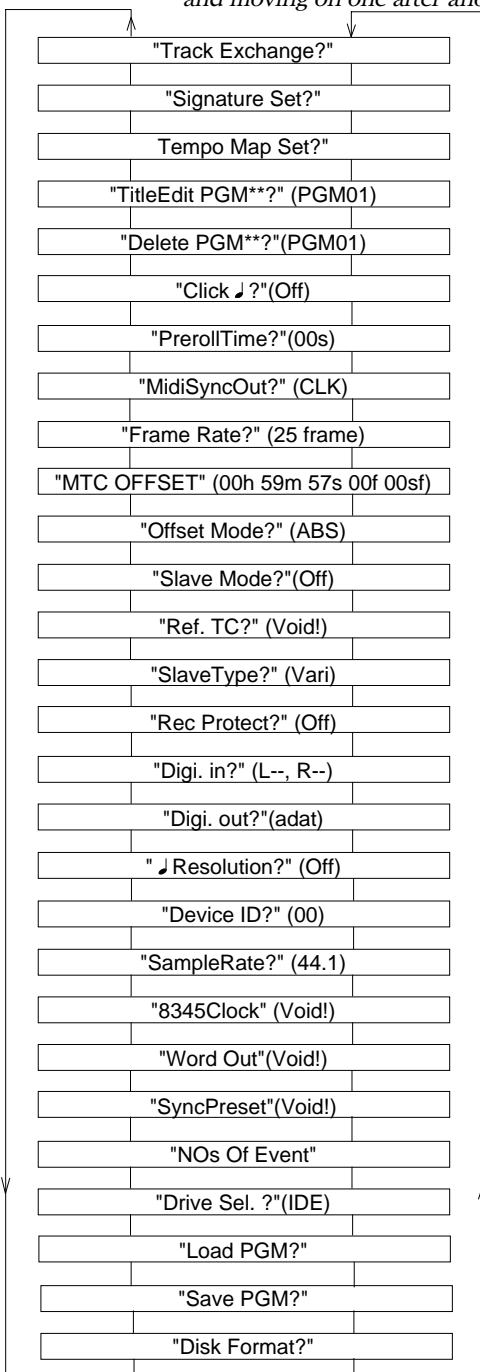 and moving on one after ano
"Track Exchange?"
"Signature Set?"
Tempo Map Set?"
"TitleEdit PGM**?" (PGM01)
"Delete PGM**?"(PGM01)
"Click ♩?"(Off)
"PrerollTime?"(00s)
"MidiSyncOut?" (CLK)
"Frame Rate?" (25 frame)
"MTC OFFSET" (00h 59m 57s 00f 00sf)
"Offset Mode?" (ABS)
"Slave Mode?"(Off)
"Ref. TC?" (Void!)
"SlaveType?" (Vari)
"Rec Protect?" (Off)
"Digi. in?" (L--, R--)
"Digi. out?"(adat)
"♩Resolution?" (Off)
"Device ID?" (00)
"SampleRate?" (44.1)
"8345Clock" (Void!)
"Word Out"(Void!)
"SyncPreset"(Void!)
"NOs Of Event"
"Drive Sel. ?"(IDE)
"Load PGM?"
"Save PGM?"
"Disk Format?"